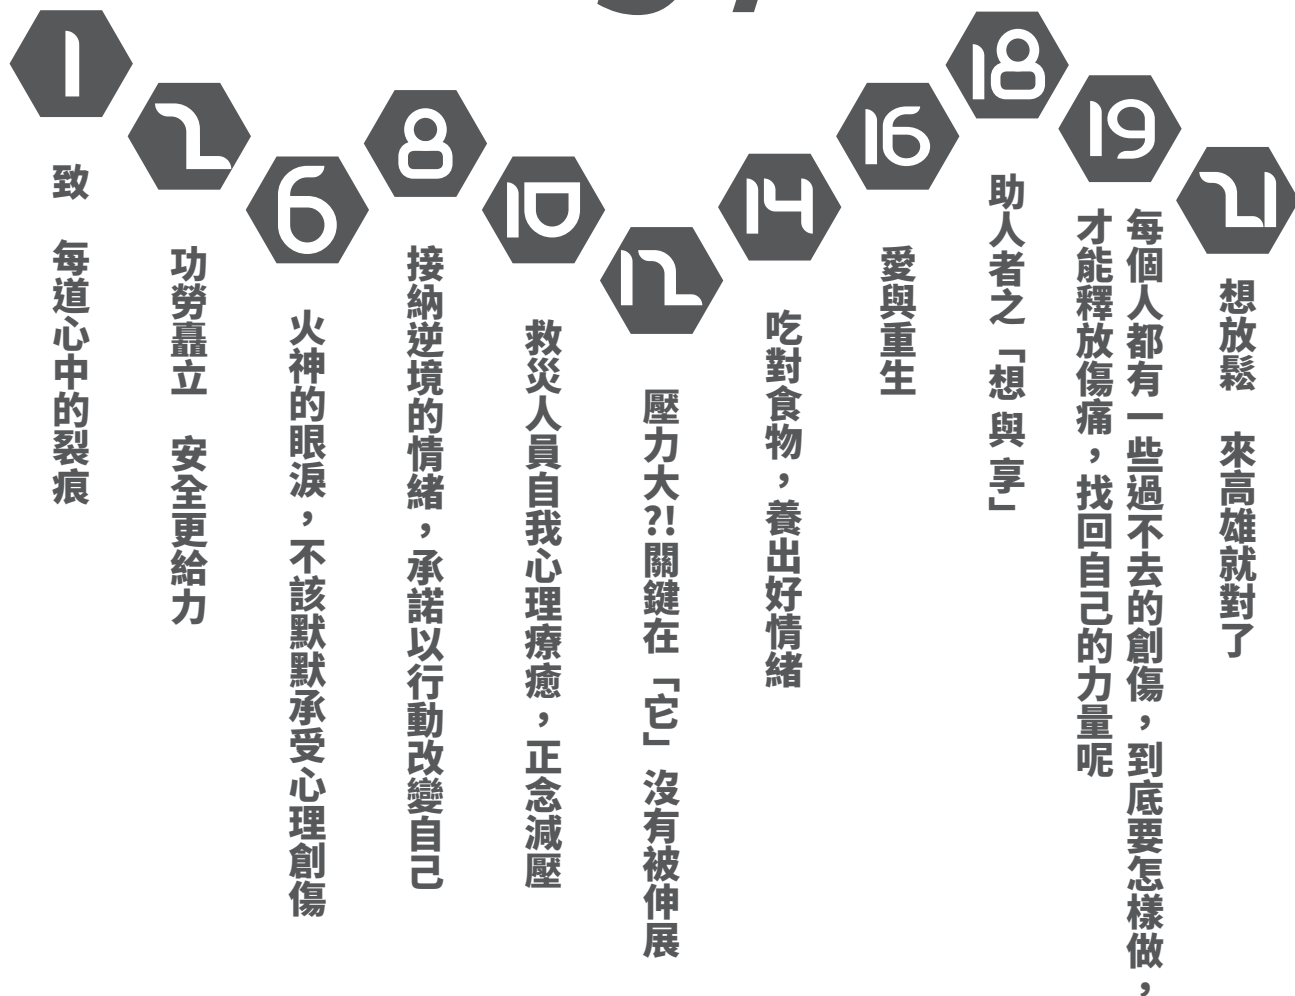 1
致　每道心中的裂痕
2
功勞矗立　安全更給力
6
火神的眼淚，不該默默承受心理創傷
8
接納逆境的情緒，承諾以行動改變自己
10
救災人員自我心理療癒，正念減壓
12
壓力大?!關鍵在「它」沒有被伸展
14
吃對食物，養出好情緒
16
愛與重生
18
助人者之「想 與 享」
19
每個人都有一些過不去的創傷，到底要怎樣做，
才能釋放傷痛，找回自己的力量呢
21
想放鬆　來高雄就對了